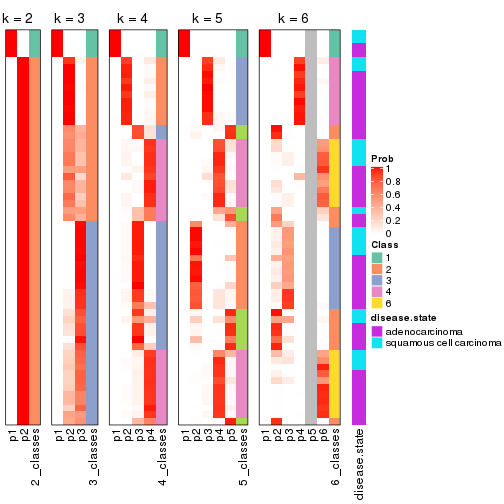 k = 2
k = 3
k = 4
k = 5
k = 6
Prob
1
0.8
0.6
0.4
0.2
0
Class
1
2
3
4
6
disease.state
adenocarcinoma
squamous cell carcinoma
p1
p2
2_classes
p1
p2
p3
3_classes
p1
p2
p3
p4
4_classes
p1
p2
p3
p4
p5
5_classes
p1
p2
p3
p4
p5
p6
6_classes
disease.state